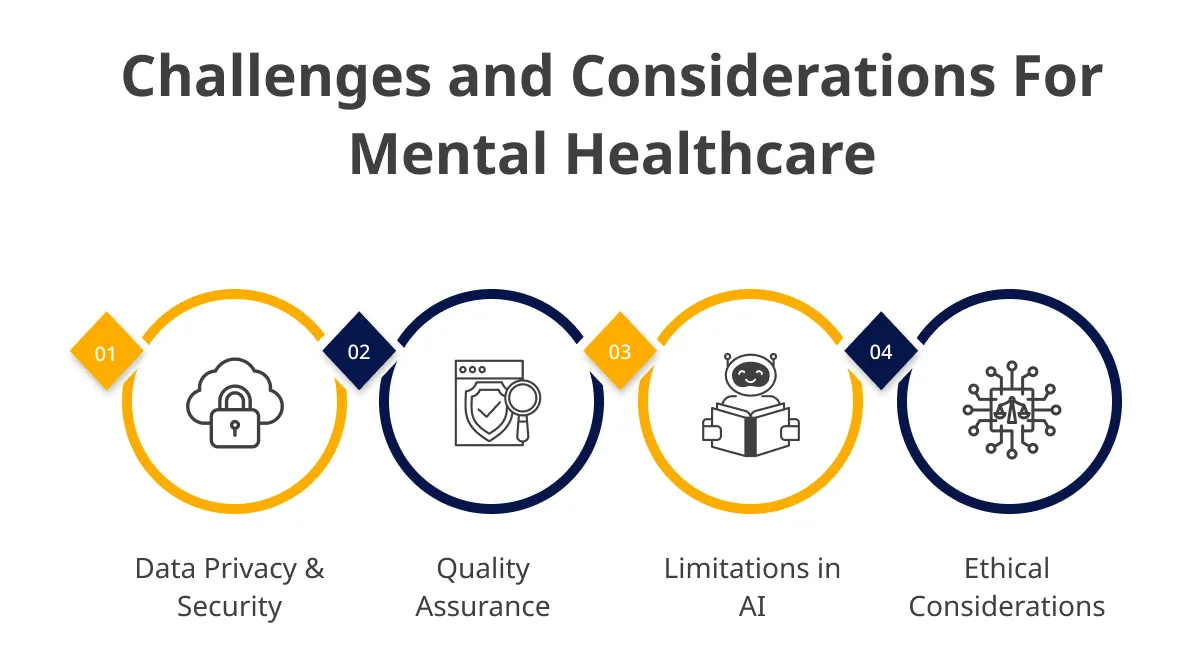 Challenges and Considerations For
Mental Healthcare
01
02
03
04
Data Privacy &
Security
Quality
Assurance
Limitations in
AI
Ethical
Considerations